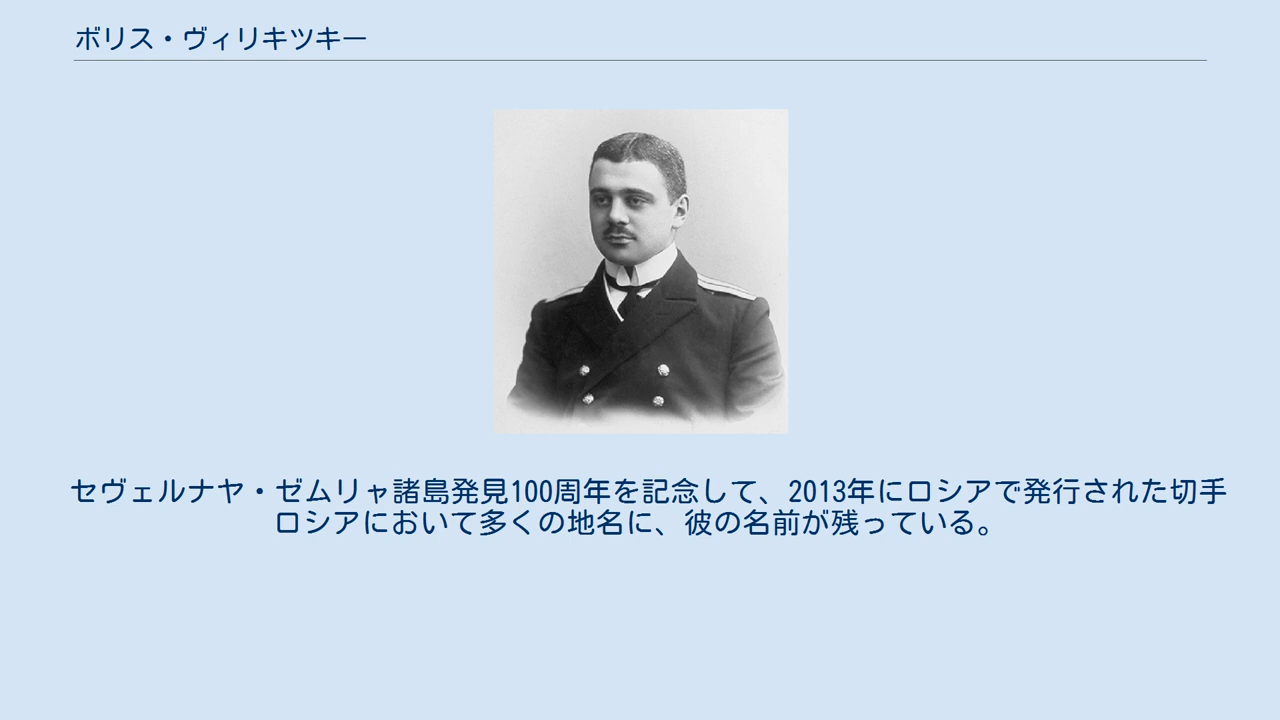 ボリス・ヴィリキツキー
セヴェルナヤ・ゼムリャ諸島発見100周年を記念して、2013年にロシアで発行された切手
ロシアにおいて多くの地名に、彼の名前が残っている。